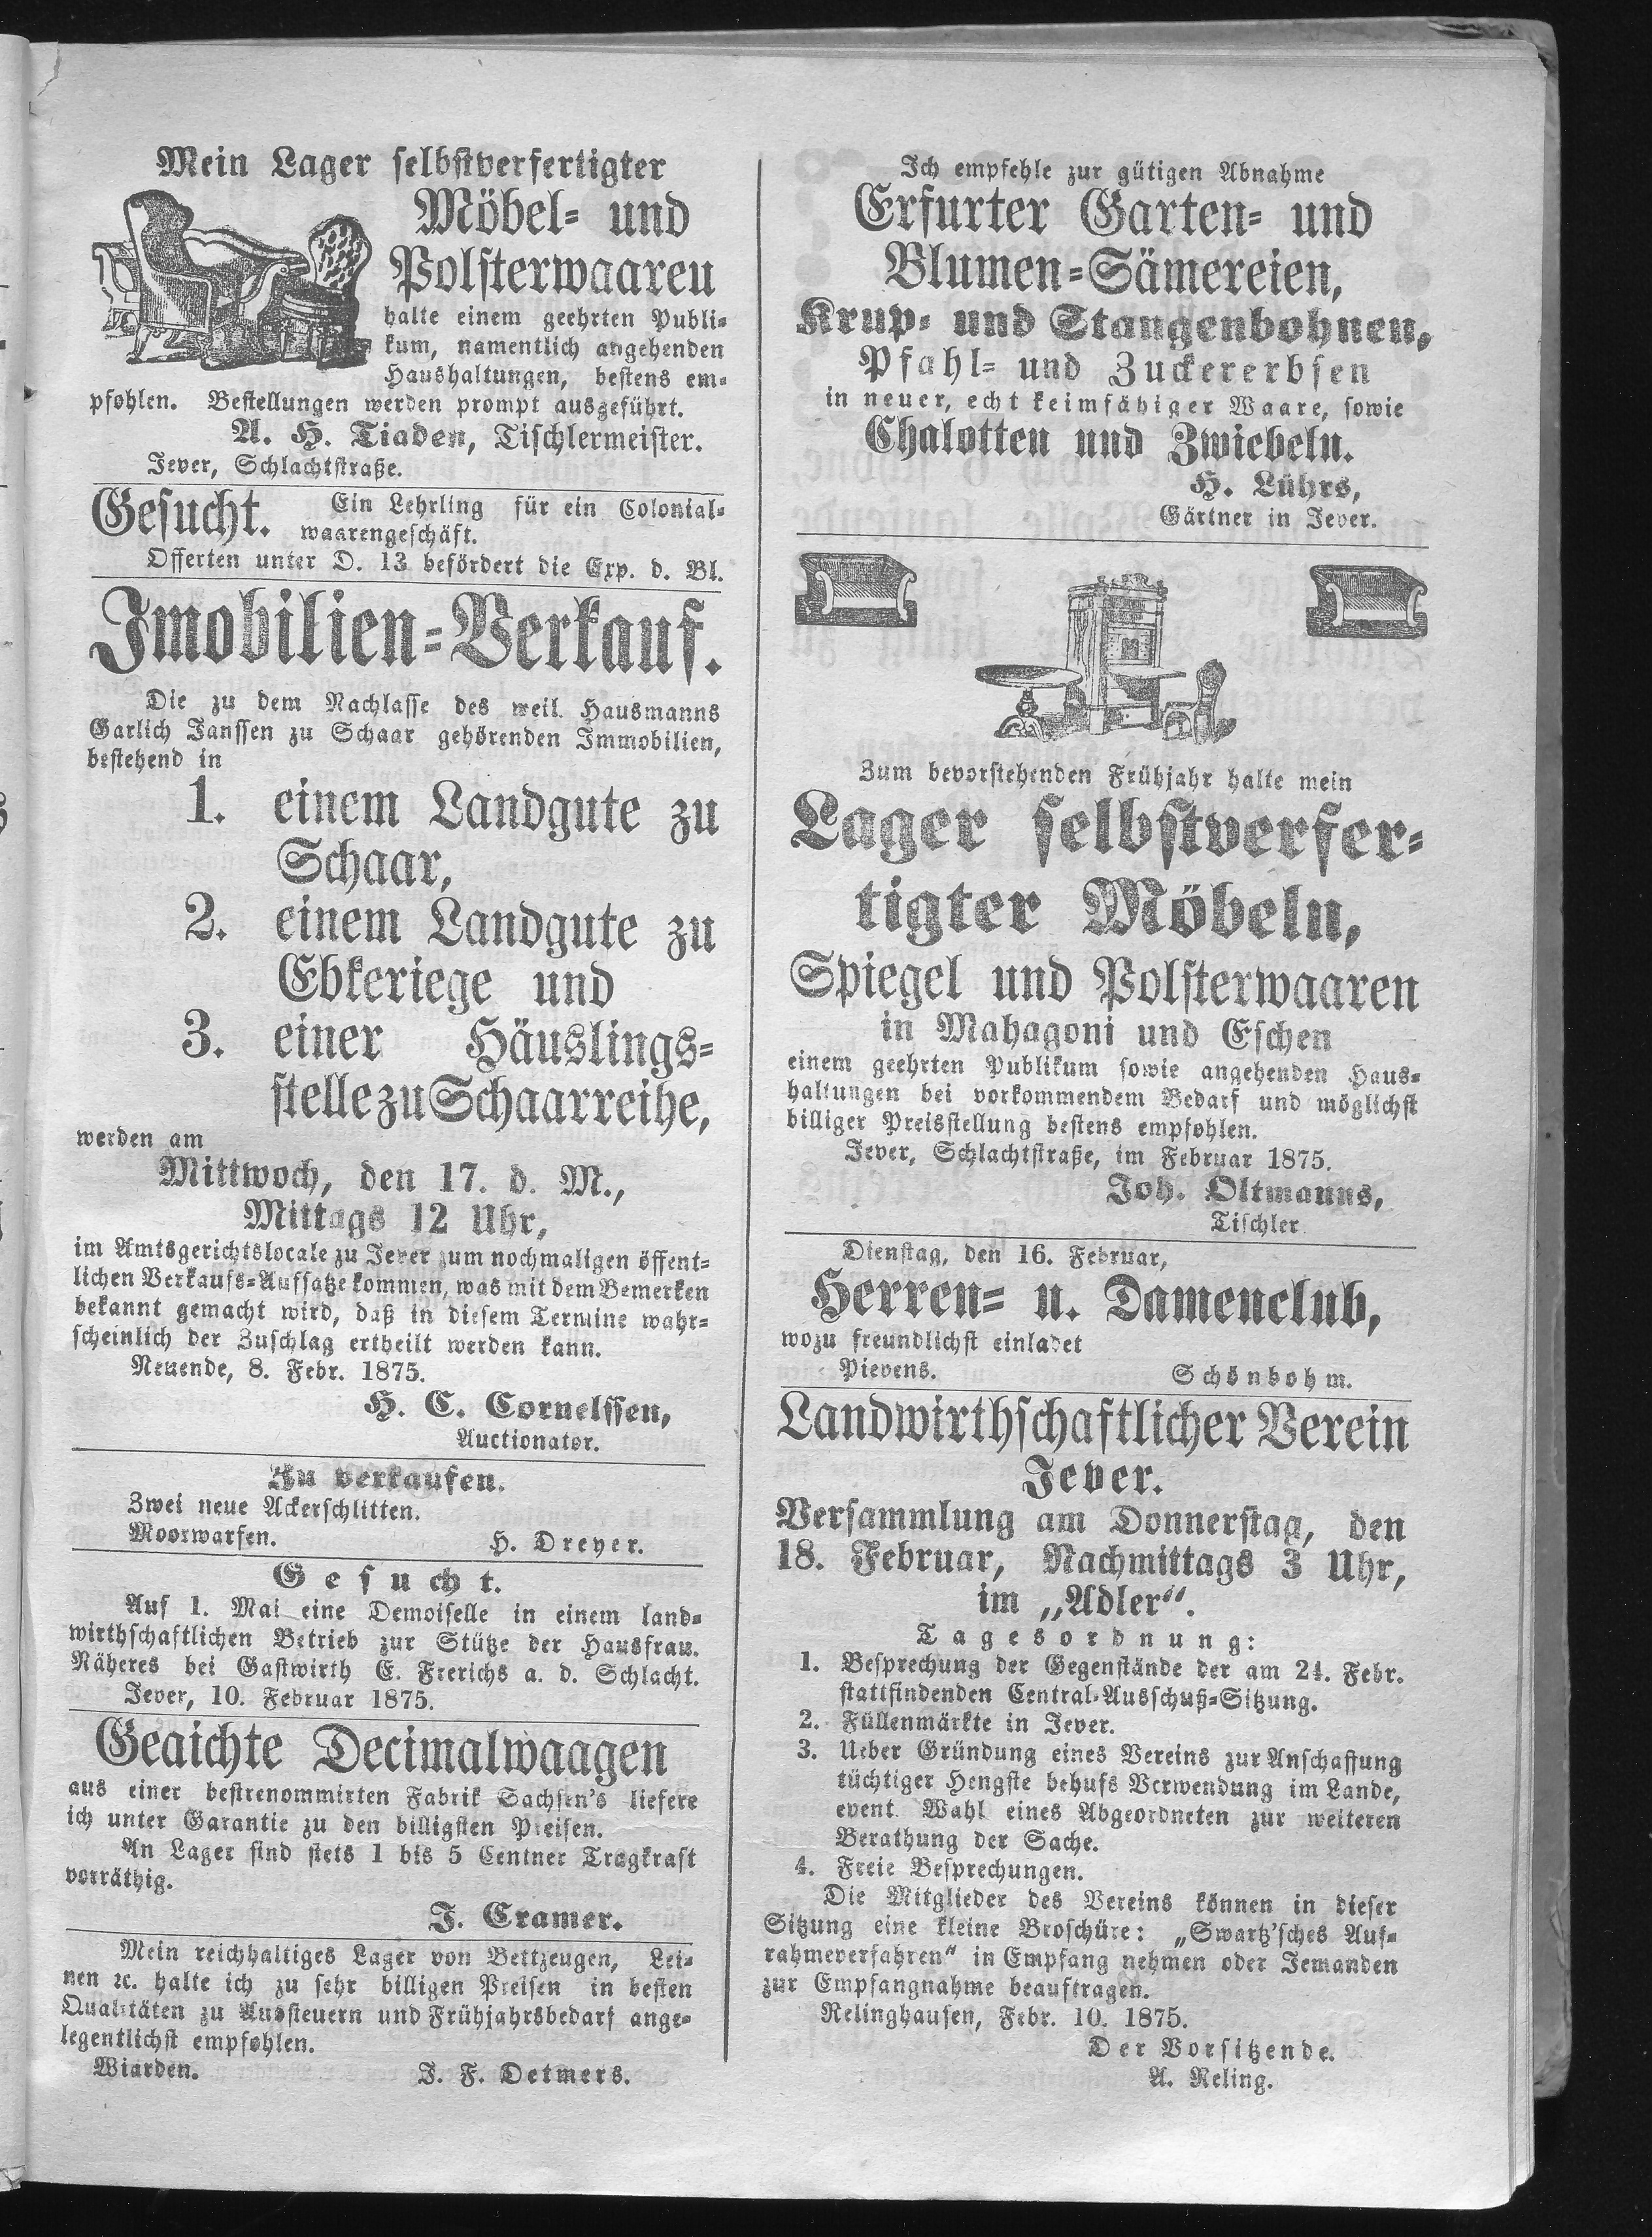 Mein Lager selbstverfertigter
Möbel- und
Polsterwaaren
halte einem geehrten Publi-
kum, namentlich angehenden
Haushaltungen, bestens em-
pfohlen. Bestellungen werden prompt ausgeführt.
A. H. Tiaden, Tischlermeister.
Jever, Schlachtstraße.
Gesucht. Ein Lehrling für ein Colonial-
waarengeschäft.
Offerten unter D. 13 befördert die Exp. d. Bl.
Imobilien-Verkauf.
Die zu dem Nachlasse des weil. Hausmanns
Garlich Janssen zu Schaar gehörenden Immobilien,
bestehend in
1. einem Landgute zu
Schaar,
2. einem Landgute zu
Ebkeriege und
3. einer Häuslings-
stelle zu Schaarreihe,
werden am
Mittwoch, den 17. d. M.,
Mittags 12 Uhr,
im Amtsgerichtslocale zu Jever zum nochmaligen öffent-
lichen Verkaufs-Aufsatze kommen, was mit dem Bemerken
bekannt gemacht wird, daß in diesem Termine wahr-
scheinlich der Zuschlag ertheilt werden kann.
Neuende, 8. Febr. 1875.
H. C. Cornelssen,
Auctionator.
Zu verkaufen.
Zwei neue Ackerschlitten.
Moorwarfen. H. Dreyer.
Gesucht.
Auf 1. Mai eine Demoiselle in einem land-
wirthschaftlichen Betrieb zur Stütze der Hausfrau.
Näheres bei Gastwirth E. Frerichs a. d. Schlacht.
Jever, 10. Februar 1875.
Geaichte Decimalwaagen
aus einer bestrenommirten Fabrik Sachsen's liefere
ich unter Garantie zu den billigsten Preisen.
An Lager sind stets 1 bis 5 Centner Tragkraft
vorräthig.
J. Cramer.
Mein reichhaltiges Lager von Bettzeugen, Lei-
nen ꝛc. halte ich zu sehr billigen Preisen in besten
Qualitäten zu Aussteuern und Frühjahrsbedarf ange-
legentlichst empfohlen.
Wiarden. J. F. Detmers.
Ich empfehle zur gütigen Abnahme
Erfurter Garten- und
Blumen-Sämereien,
Krup- und Stangenbohnen,
Pfahl- und Zuckererbsen
in neuer, echt keimfähiger Waare, sowie
Chalotten und Zwiebeln.
H. Lührs,
Gärtner in Jever.
Zum bevorstehenden Frühjahr halte mein
Lager selbstverfer-
tigter Möbeln,
Spiegel und Polsterwaaren
in Mahagoni und Eschen
einem geehrten Publikum sowie angehenden Haus-
haltungen bei vorkommendem Bedarf und möglichst
billiger Preisstellung bestens empfohlen.
Jever, Schlachtstraße, im Februar 1875.
Joh. Oltmanns,
Tischler
Dienstag, den 16. Februar,
Herren- u. Damenclub,
wozu freundlichst einladet
Pievens. Schönbohm.
Landwirthschaftlicher Verein
Jever.
Versammlung am Donnerstag, den
18. Februar, Nachmittags 3 Uhr,
im „Adler“.
Tagesordnung:
1. Besprechung der Gegenstände der am 24. Febr.
stattfindenden Central-Ausschuß-Sitzung.
2. Füllenmärkte in Jever.
3. Ueber Gründung eines Vereins zur Anschaffung
tüchtiger Hengste behufs Verwendung im Lande,
event. Wahl eines Abgeordneten zur weiteren
Berathung der Sache.
4. Freie Besprechungen.
Die Mitglieder des Vereins können in dieser
Sitzung eine kleine Broschüre: „Swartz'sches Auf-
rahmeverfahren“ in Empfang nehmen oder Jemanden
zur Empfangnahme beauftragen.
Relinghausen, Febr. 10. 1875.
Der Vorsitzende.
A. Reling.